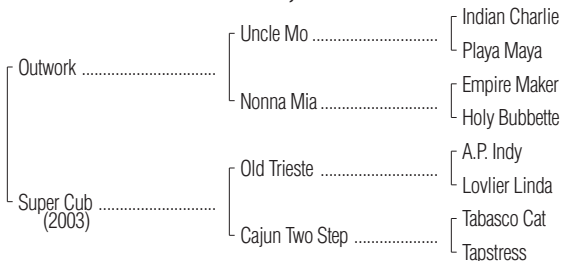 Indian Charlie
Uncle Mo ..............................
Playa Maya
Outwork ................................
Empire Maker
Nonna Mia ............................
Holy Bubbette
A.P. Indy
Old Trieste ............................
Lovlier Linda
Super Cub ............................
(2003)
Tabasco Cat
Cajun Two Step ....................
Tapstress